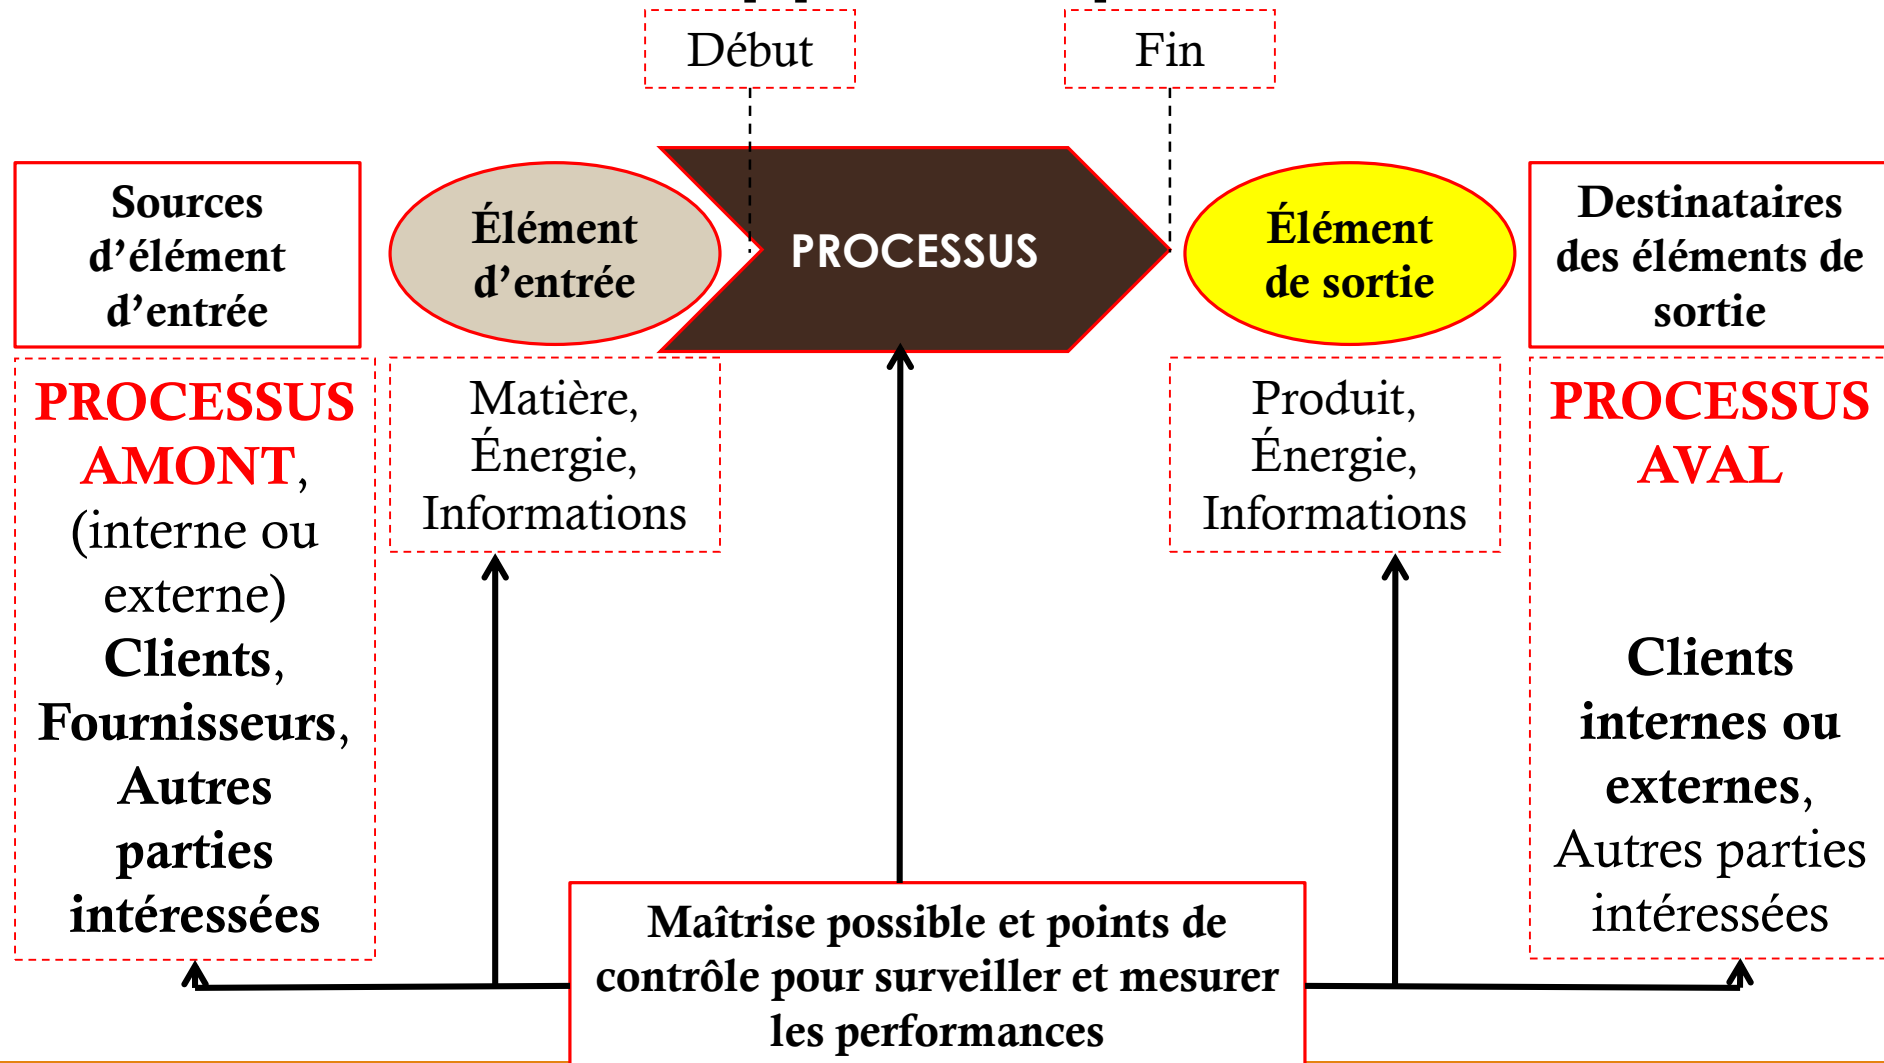 Début
Fin
Sources
d’élément
d’entrée
Élément
d’entrée
PROCESSUS
Élément
de sortie
Destinataires
des éléments de
sortie
PROCESSUS
AMONT,
(interne ou
externe)
Clients,
Fournisseurs,
Autres
parties
intéressées
Matière,
Énergie,
Informations
Produit,
Énergie,
Informations
PROCESSUS
AVAL
Clients
internes ou
externes,
Autres parties
intéressées
Maîtrise possible et points de
contrôle pour surveiller et mesurer
les performances